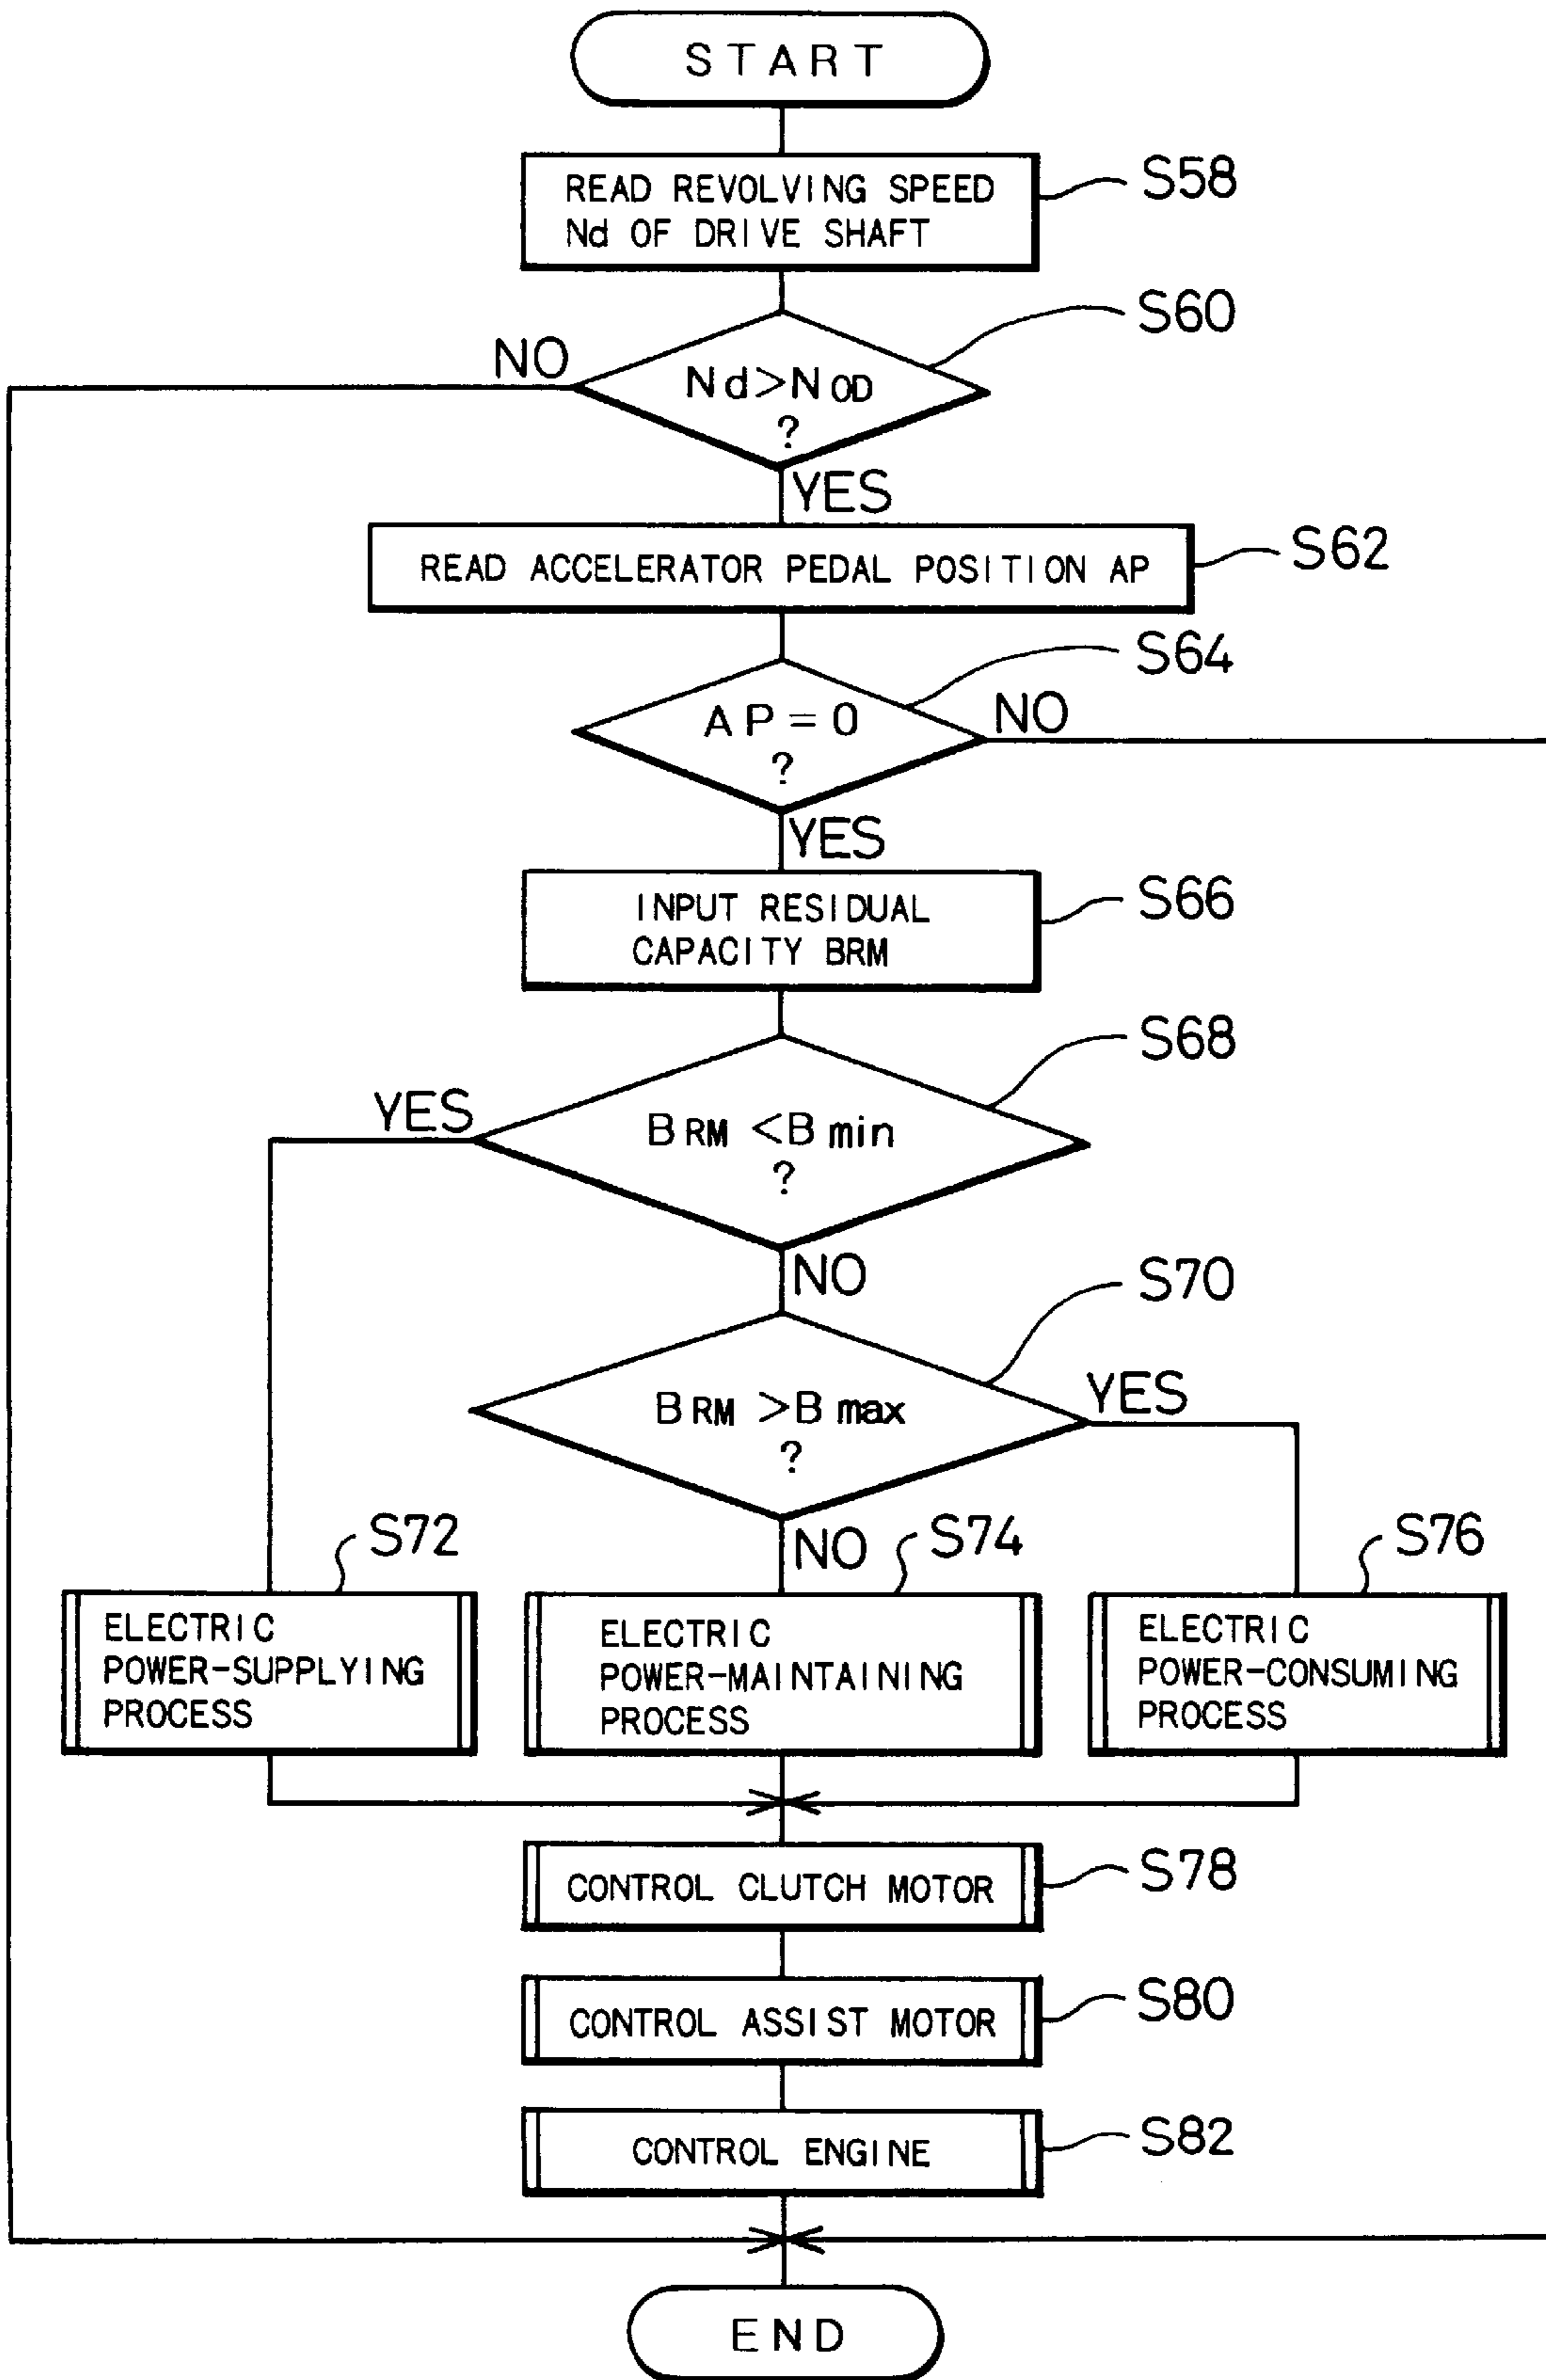 START
READ REVOLVING SPEED
Nd OF DRIVE SHAFT
S58
S60
NO
Nd>NOD
?
YES
READ ACCELERATOR PEDAL POSITION AP
S62
S64
AP=0
?
NO
YES
INPUT RESIDUAL
CAPACITY BRM
S66
S68
YES
BRM <Bmin
?
NO
S70
BRM >Bmax
?
YES
NO
S72
S74
S76
ELECTRIC
POWER-SUPPLYING
PROCESS
ELECTRIC
POWER-MAINTAINING
PROCESS
ELECTRIC
POWER-CONSUMING
PROCESS
CONTROL CLUTCH MOTOR
S78
CONTROL ASSIST MOTOR
S80
CONTROL ENGINE
S82
END